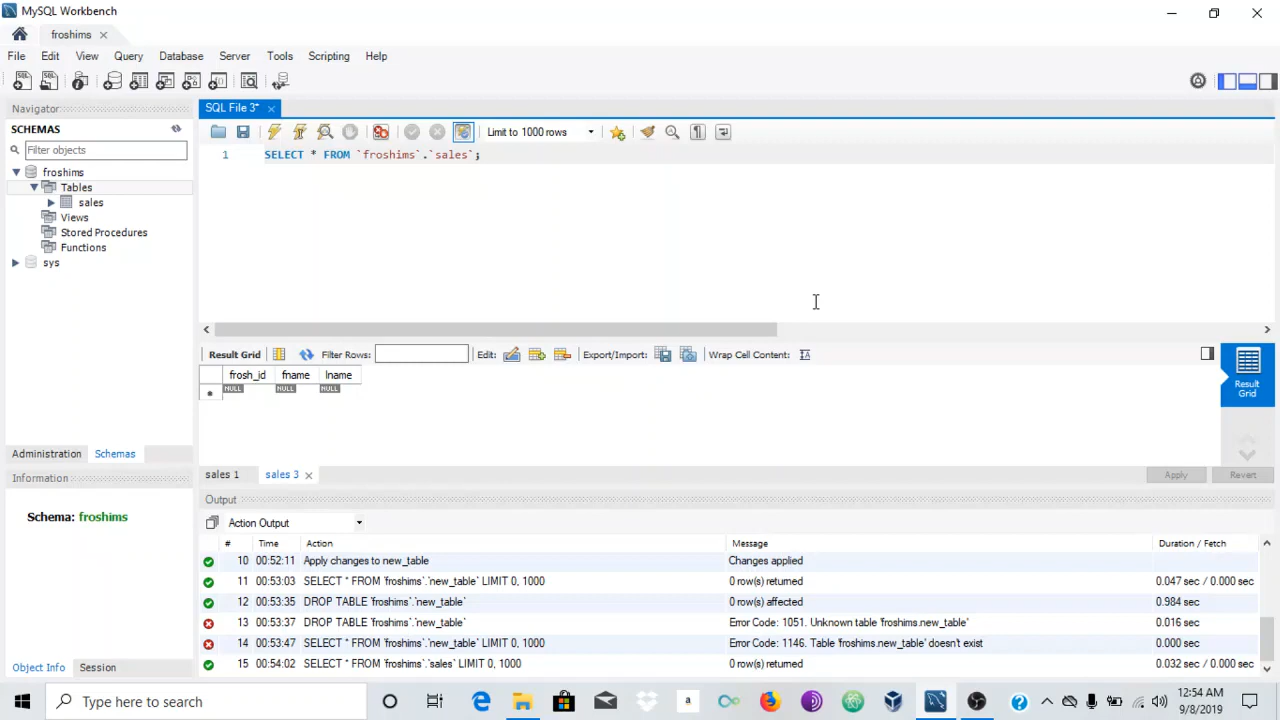 MySQL Workbench
froshims
File Edit View Query Database Server Tools Scripting Help
Navigator
SCHEMAS
Filter objects
froshims
Tables
sales
Views
Stored Procedures
Functions
sys
Administration Schemas
Information
Schema: froshims
Object Info Session
SQL File 3*
Limit to 1000 rows
1 SELECT * FROM `froshims`.`sales`;
Result Grid Filter Rows: Edit: Export/Import: Wrap Cell Content:
frosh_id fname lname
NULL NULL NULL
Result
Grid
sales 1 sales 3 Apply Revert
Output
Action Output
# Time Action Message Duration / Fetch
10 00:52:11 Apply changes to new_table Changes applied
11 00:53:03 SELECT * FROM `froshims`.`new_table` LIMIT 0, 1000 0 row(s) returned 0.047 sec / 0.000 sec
12 00:53:35 DROP TABLE `froshims`.`new_table` 0 row(s) affected 0.984 sec
13 00:53:37 DROP TABLE `froshims`.`new_table` Error Code: 1051. Unknown table 'froshims.new_table' 0.016 sec
14 00:53:47 SELECT * FROM `froshims`.`new_table` LIMIT 0, 1000 Error Code: 1146. Table 'froshims.new_table' doesn't exist 0.000 sec
15 00:54:02 SELECT * FROM `froshims`.`sales` LIMIT 0, 1000 0 row(s) returned 0.032 sec / 0.000 sec
Type here to search
12:54 AM
9/8/2019